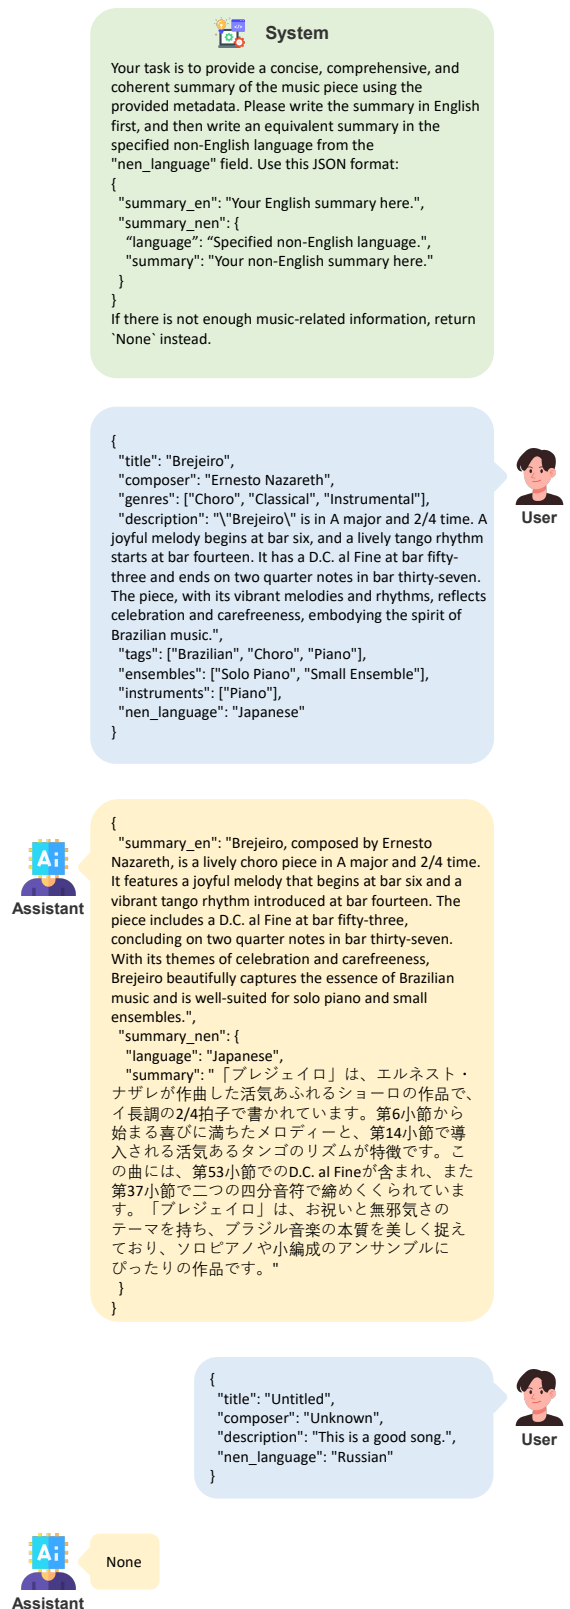 System
Your task is to provide a concise, comprehensive, and
coherent summary of the music piece using the
provided metadata. Please write the summary in English
first, and then write an equivalent summary in the
specified non-English language from the
"nen_language" field. Use this JSON format:
{
"summary_en": "Your English summary here.",
"summary_nen": {
“language”: “Specified non-English language.",
"summary": "Your non-English summary here."
}
}
If there is not enough music-related information, return
`None` instead.
{
"title": "Brejeiro",
"composer": "Ernesto Nazareth",
"genres": ["Choro", "Classical", "Instrumental"],
"description": "\"Brejeiro\" is in A major and 2/4 time. A
joyful melody begins at bar six, and a lively tango rhythm
starts at bar fourteen. It has a D.C. al Fine at bar fifty-
three and ends on two quarter notes in bar thirty-seven.
The piece, with its vibrant melodies and rhythms, reflects
celebration and carefreeness, embodying the spirit of
Brazilian music.",
"tags": ["Brazilian", "Choro", "Piano"],
"ensembles": ["Solo Piano", "Small Ensemble"],
"instruments": ["Piano"],
"nen_language": "Japanese"
}
User
{
"summary_en": "Brejeiro, composed by Ernesto
Nazareth, is a lively choro piece in A major and 2/4 time.
It features a joyful melody that begins at bar six and a
vibrant tango rhythm introduced at bar fourteen. The
piece includes a D.C. al Fine at bar fifty-three,
concluding on two quarter notes in bar thirty-seven.
With its themes of celebration and carefreeness,
Brejeiro beautifully captures the essence of Brazilian
music and is well-suited for solo piano and small
ensembles.",
"summary_nen": {
"language": "Japanese",
"summary": "「ブレジェイロ」は、エルネスト・
ナザレが作曲した活気あふれるショーロの作品で、
イ長調の2/4拍子で書かれています。第6小節から
始まる喜びに満ちたメロディーと、第14小節で導
入される活気あるタンゴのリズムが特徴です。こ
の曲には、第53小節でのD.C. al Fineが含まれ、また
第37小節で二つの四分音符で締めくくられていま
す。「ブレジェイロ」は、お祝いと無邪気さの
テーマを持ち、ブラジル音楽の本質を美しく捉え
ており、ソロピアノや小編成のアンサンブルに
ぴったりの作品です。"
}
}
Ai
Assistant
{
"title": "Untitled",
"composer": "Unknown",
"description": "This is a good song.",
"nen_language": "Russian"
}
User
Ai
None
Assistant